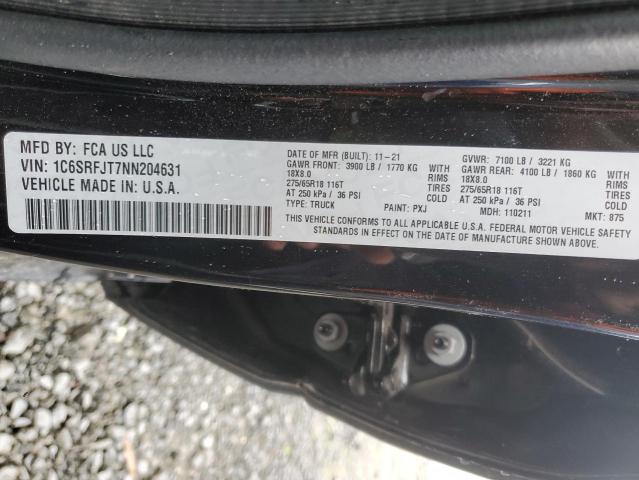 MFD BY: FCA US LLC
VIN: 1C6SRFJT7NN204631
VEHICLE MADE IN U.S.A.
DATE OF MFR (BUILT): 11-21
GAWR FRONT: 3900 LB / 1770 KG WITH
18X8.0 RIMS
275/65R18 116T TIRES
AT 250 kPa / 36 PSI COLD
TYPE: TRUCK PAINT: PXJ
GVWR: 7100 LB / 3221 KG
GAWR REAR: 4100 LB / 1860 KG WITH
18X8.0 RIMS
275/65R18 116T TIRES
AT 250 kPa / 36 PSI COLD
MDH: 110211 MKT: 875
THIS VEHICLE CONFORMS TO ALL APPLICABLE U.S.A. FEDERAL MOTOR VEHICLE SAFETY
STANDARDS IN EFFECT ON THE DATE OF MANUFACTURE SHOWN ABOVE.